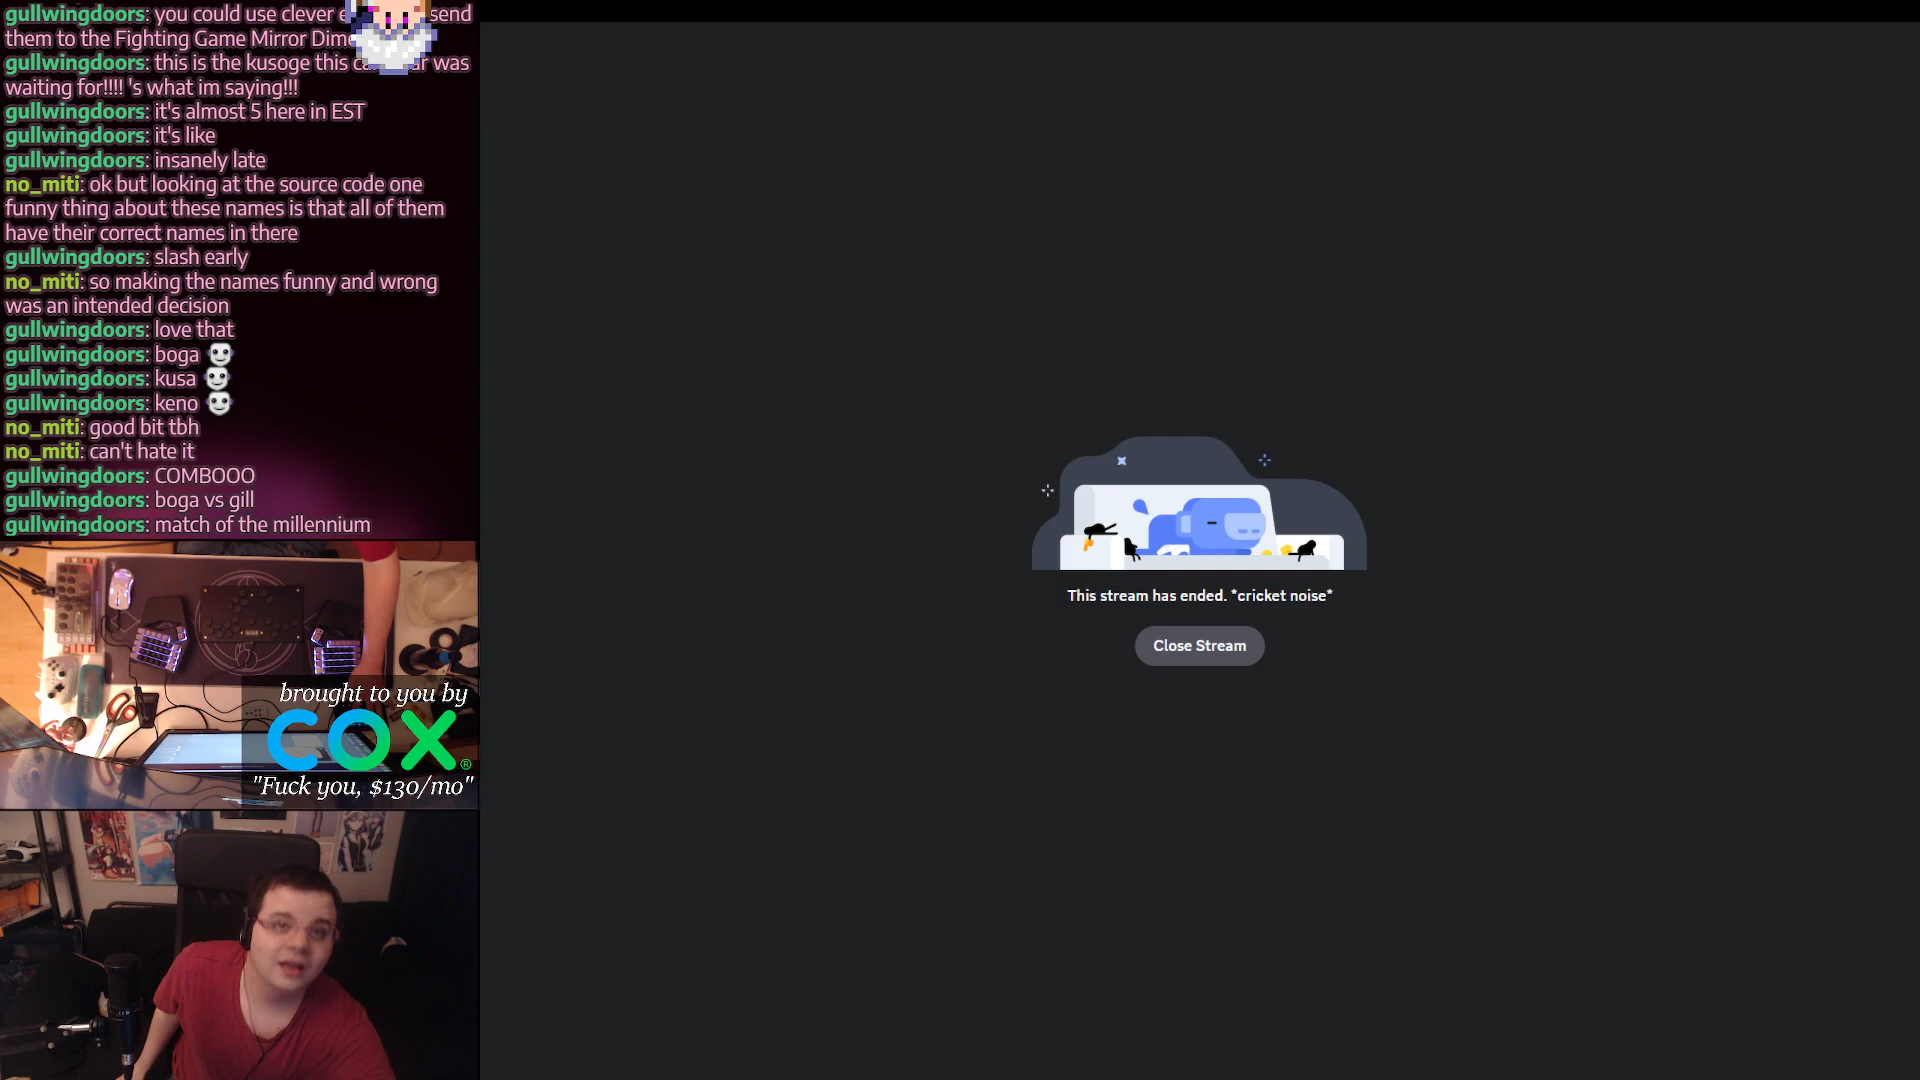 gullwingdoors: you could use clever e send
them to the Fighting Game Mirror Dime
gullwingdoors: this is the kusoge this ca ar was
waiting for!!!! 's what im saying!!!
gullwingdoors: it's almost 5 here in EST
gullwingdoors: it's like
gullwingdoors: insanely late
no_miti: ok but looking at the source code one
funny thing about these names is that all of them
have their correct names in there
gullwingdoors: slash early
no_miti: so making the names funny and wrong
was an intended decision
gullwingdoors: love that
gullwingdoors: boga
gullwingdoors: kusa
gullwingdoors: keno
no_miti: good bit tbh
no_miti: can't hate it
gullwingdoors: COMBOOO
gullwingdoors: boga vs gill
gullwingdoors: match of the millennium
brought to you by
COX®
"Fuck you, $130/mo"
This stream has ended. *cricket noise*
Close Stream